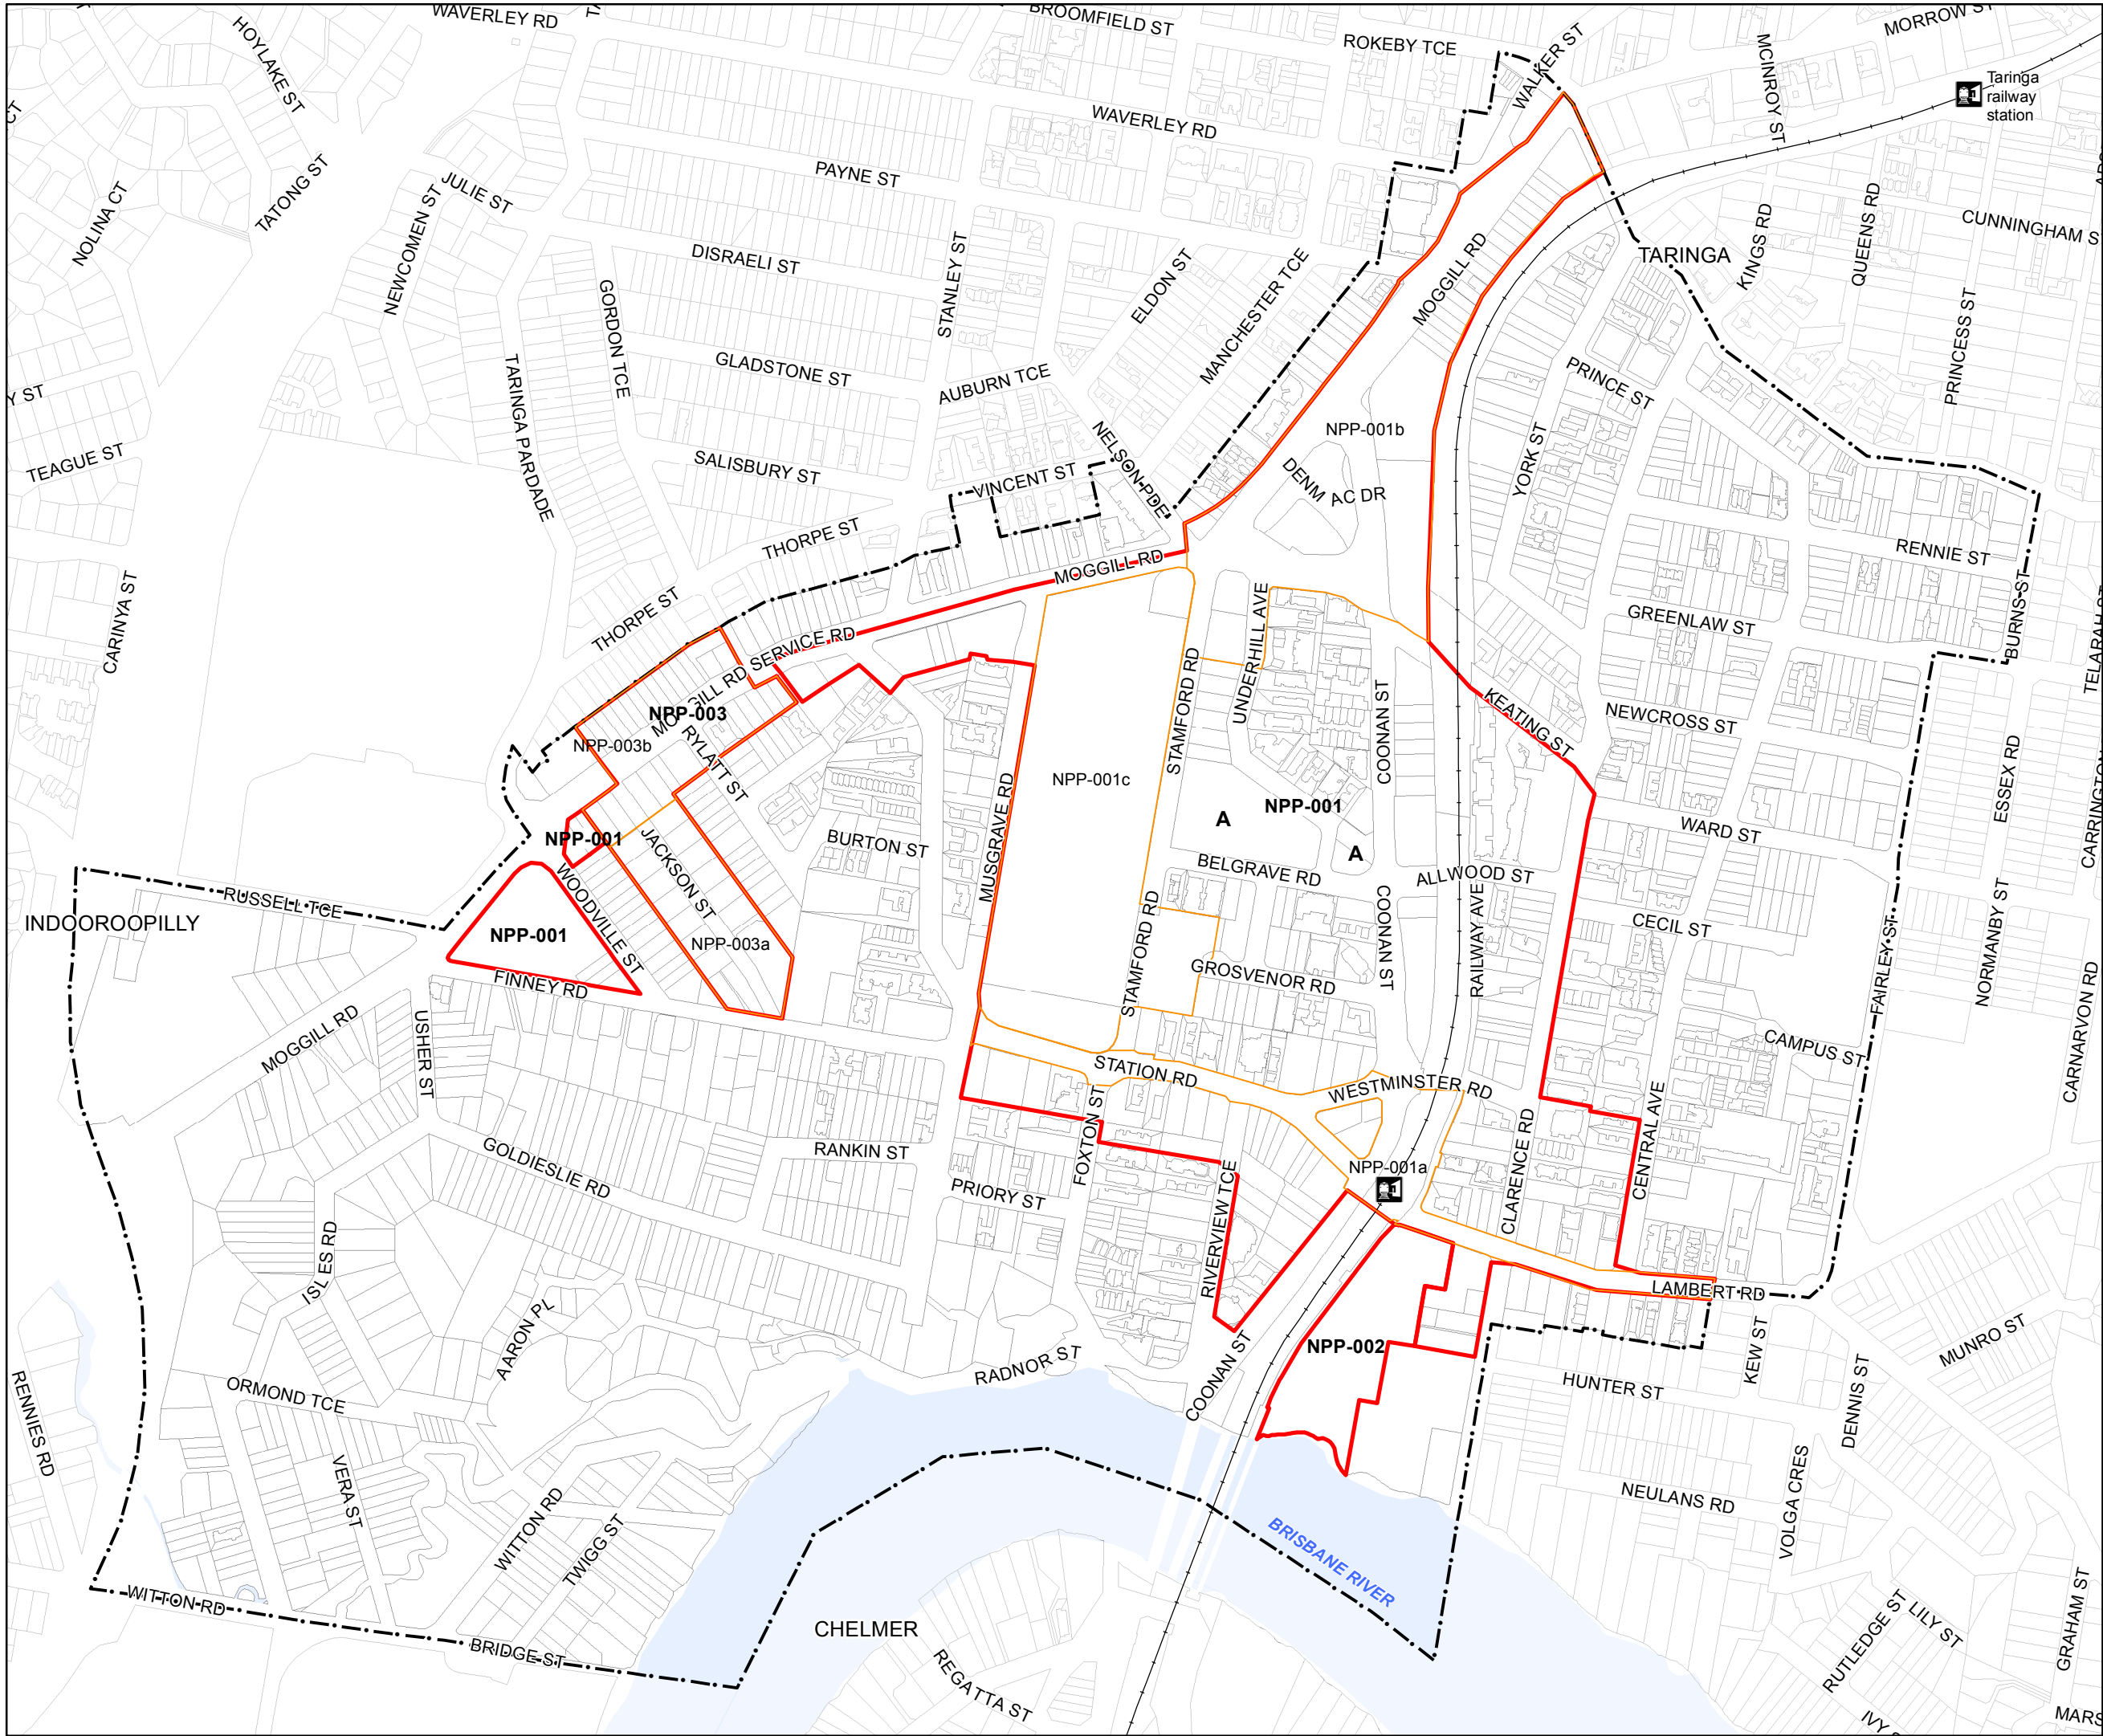 WAVERLEY RD
BROOMFIELD ST
ROKEBY TCE
WALKER ST
MORROW ST
HOYLAKE ST
MCINROY ST
Taringa
railway
station
WAVERLEY RD
TATONG ST
JULIE ST
PAYNE ST
NOLINA CT
NEWCOMEN ST
DISRAELI ST
STANLEY ST
ELDON ST
MANCHESTER TCE
MOGGILL RD
TARINGA
KINGS RD
QUEENS RD
CUNNINGHAM S
GORDON TCE
GLADSTONE ST
AUBURN TCE
PRINCE ST
PRINCESS ST
Y ST
TARINGA PARDADE
TEAGUE ST
SALISBURY ST
VINCENT ST
NELSON PDE
NPP-001b
DENM AC DR
YORK ST
THORPE ST
MOGGILL RD
RENNIE ST
BURNS ST
CARINYA ST
THORPE ST
UNDERHILL AVE
GREENLAW ST
TELARAH ST
MOGGILL RD SERVICE RD
STAMFORD RD
COONAN ST
KEATING ST
NEWCROSS ST
NPP-003
NPP-003b
RYLATT ST
MUSGRAVE RD
NPP-001c
NPP-001
A
A
ESSEX RD
CARRINGTON
NPP-001
JACKSON ST
BURTON ST
BELGRAVE RD
ALLWOOD ST
WARD ST
INDOOROOPILLY
RUSSELL TCE
NPP-001
WOODVILLE ST
NPP-003a
STAMFORD RD
COONAN ST
RAILWAY AVE
CECIL ST
FAIRLEY ST
NORMANBY ST
FINNEY RD
GROSVENOR RD
MOGGILL RD
USHER ST
STATION RD
WESTMINSTER RD
CAMPUS ST
CARNARVON RD
GOLDIESLIE RD
RANKIN ST
FOXTON ST
CLARENCE RD
CENTRAL AVE
PRIORY ST
RIVERVIEW TCE
NPP-001a
ISLES RD
LAMBERT RD
AARON PL
NPP-002
COONAN ST
RADNOR ST
HUNTER ST
KEW ST
MUNRO ST
DENNIS ST
RENNIES RD
ORMOND TCE
VERA ST
WITTON RD
TWIGG ST
NEULANS RD
VOLGA CRES
BRISBANE RIVER
WITTON RD
BRIDGE ST
CHELMER
REGATTA ST
RUTLEDGE ST
LILY ST
GRAHAM ST
IVY
MARS